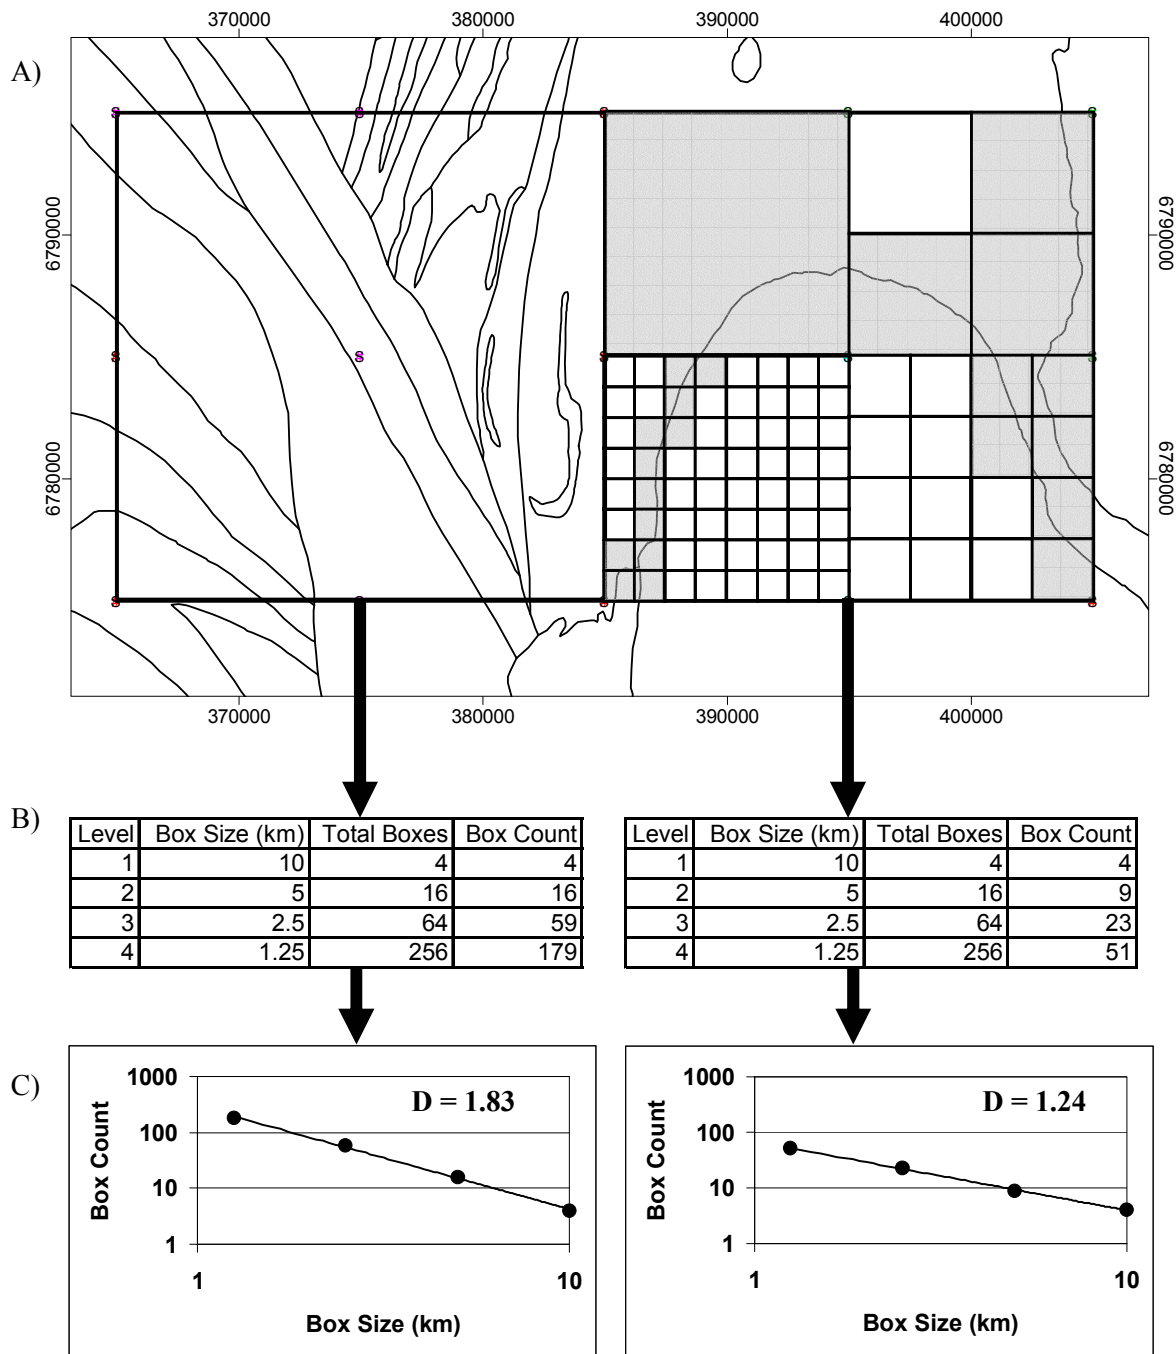 370000 380000 390000 400000
A)
S S S S S
6790000 6790000
S S S S S
6780000 6780000
S S S S S
370000 380000 390000 400000
B)
Level Box Size (km) Total Boxes Box Count
1 10 4 4
2 5 16 16
3 2.5 64 59
4 1.25 256 179
Level Box Size (km) Total Boxes Box Count
1 10 4 4
2 5 16 9
3 2.5 64 23
4 1.25 256 51
C)
Box Count
1000
100
10
1
D = 1.83
1 10
Box Size (km)
Box Count
1000
100
10
1
D = 1.24
1 10
Box Size (km)